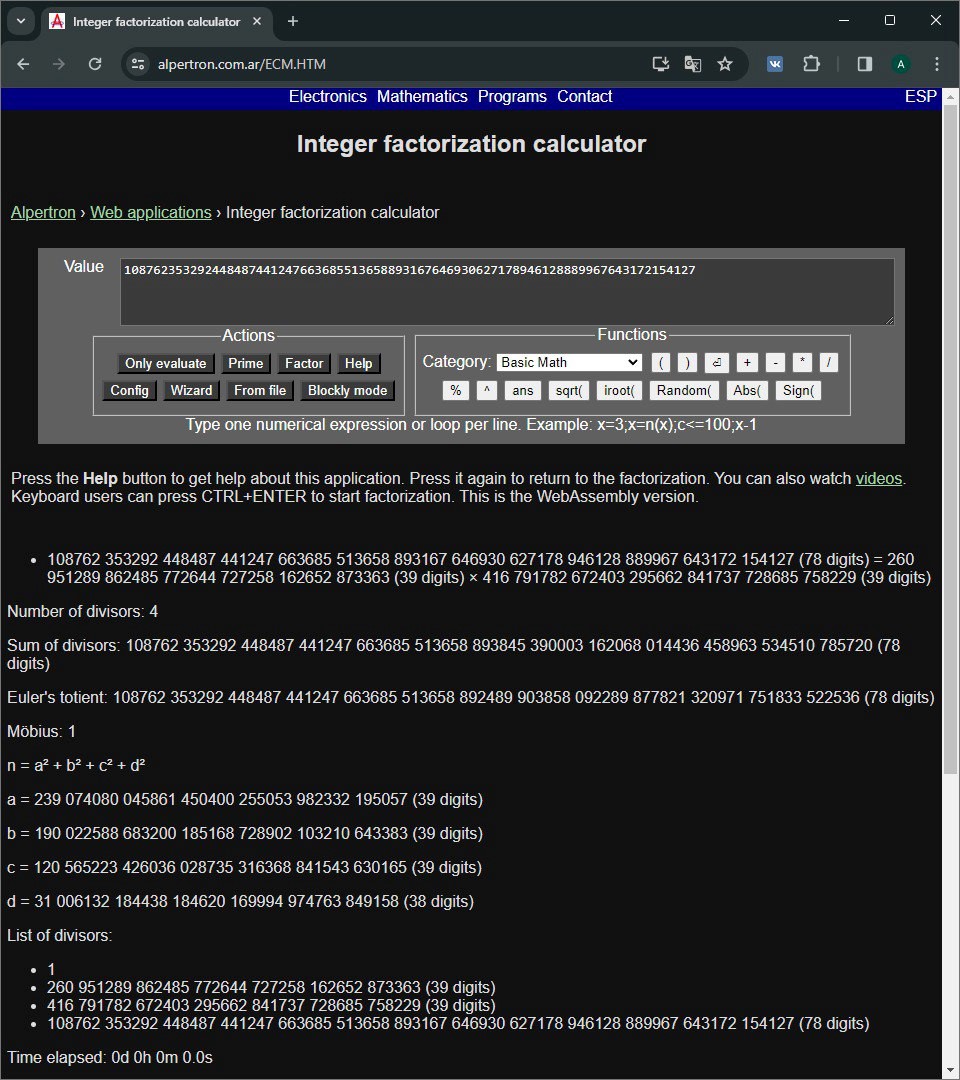 Integer factorization calculator
alpertron.com.ar/ECM.HTM
A
Electronics Mathematics Programs Contact ESP
Integer factorization calculator
Alpertron › Web applications › Integer factorization calculator
Value 108762353292448487441247663685513658893167646930627178946128889967643172154127
Actions Functions
Only evaluate Prime Factor Help Category: Basic Math ( ) ⏎ + - * /
Config Wizard From file Blockly mode % ^ ans sqrt( iroot( Random( Abs( Sign(
Type one numerical expression or loop per line. Example: x=3;x=n(x);c<=100;x-1
Press the Help button to get help about this application. Press it again to return to the factorization. You can also watch videos.
Keyboard users can press CTRL+ENTER to start factorization. This is the WebAssembly version.
• 108762 353292 448487 441247 663685 513658 893167 646930 627178 946128 889967 643172 154127 (78 digits) = 260
951289 862485 772644 727258 162652 873363 (39 digits) × 416 791782 672403 295662 841737 728685 758229 (39 digits)
Number of divisors: 4
Sum of divisors: 108762 353292 448487 441247 663685 513658 893845 390003 162068 014436 458963 534510 785720 (78
digits)
Euler's totient: 108762 353292 448487 441247 663685 513658 892489 903858 092289 877821 320971 751833 522536 (78 digits)
Möbius: 1
n = a² + b² + c² + d²
a = 239 074080 045861 450400 255053 982332 195057 (39 digits)
b = 190 022588 683200 185168 728902 103210 643383 (39 digits)
c = 120 565223 426036 028735 316368 841543 630165 (39 digits)
d = 31 006132 184438 184620 169994 974763 849158 (38 digits)
List of divisors:
• 1
• 260 951289 862485 772644 727258 162652 873363 (39 digits)
• 416 791782 672403 295662 841737 728685 758229 (39 digits)
• 108762 353292 448487 441247 663685 513658 893167 646930 627178 946128 889967 643172 154127 (78 digits)
Time elapsed: 0d 0h 0m 0.0s